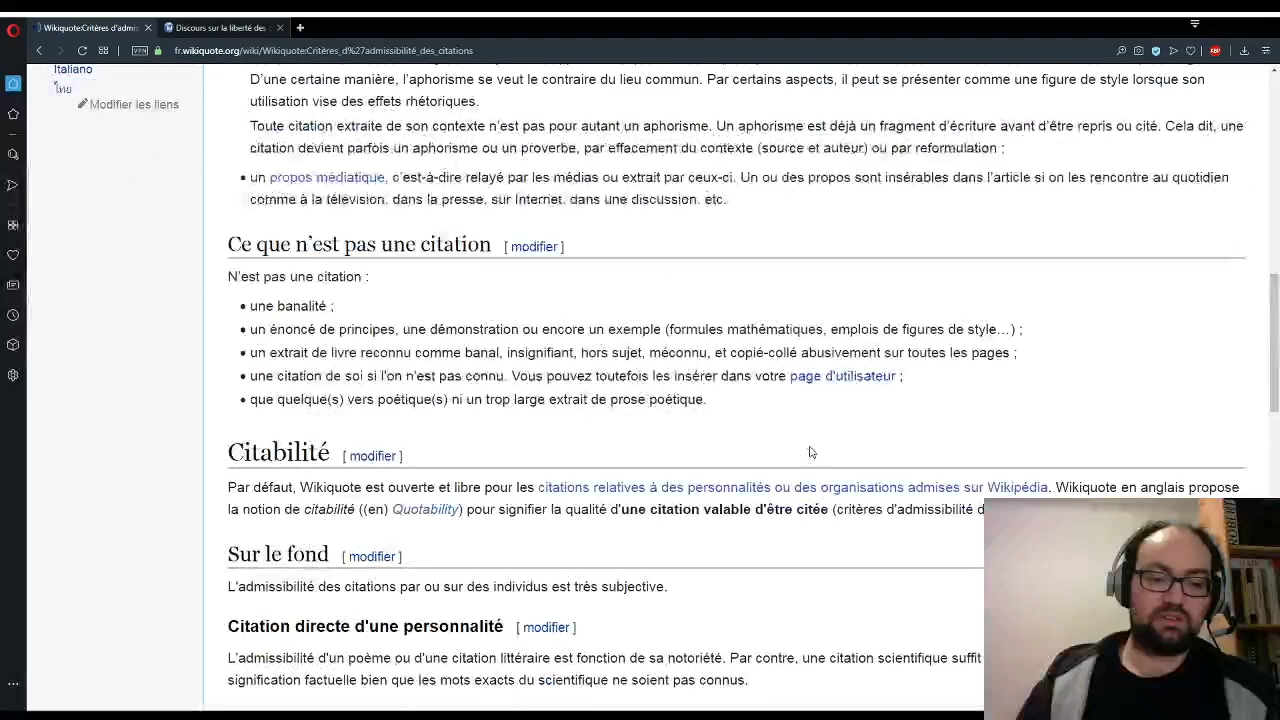 Wikiquote:Critères d'admis
Discours sur la liberté des
VPN
fr.wikiquote.org/wiki/Wikiquote:Critères_d%27admissibilité_des_citations
ABP
Italiano
ไทย
Modifier les liens
D'une certaine manière, l'aphorisme se veut le contraire du lieu commun. Par certains aspects, il peut se présenter comme une figure de style lorsque son
utilisation vise des effets rhétoriques.
Toute citation extraite de son contexte n'est pas pour autant un aphorisme. Un aphorisme est déjà un fragment d'écriture avant d'être repris ou cité. Cela dit, une
citation devient parfois un aphorisme ou un proverbe, par effacement du contexte (source et auteur) ou par reformulation ;
• un propos médiatique, c'est-à-dire relayé par les médias ou extrait par ceux-ci. Un ou des propos sont insérables dans l'article si on les rencontre au quotidien
comme à la télévision, dans la presse, sur Internet, dans une discussion, etc.
Ce que n'est pas une citation [ modifier ]
N'est pas une citation :
• une banalité ;
• un énoncé de principes, une démonstration ou encore un exemple (formules mathématiques, emplois de figures de style…) ;
• un extrait de livre reconnu comme banal, insignifiant, hors sujet, méconnu, et copié-collé abusivement sur toutes les pages ;
• une citation de soi si l'on n'est pas connu. Vous pouvez toutefois les insérer dans votre page d'utilisateur ;
• que quelque(s) vers poétique(s) ni un trop large extrait de prose poétique.
Citabilité [ modifier ]
Par défaut, Wikiquote est ouverte et libre pour les citations relatives à des personnalités ou des organisations admises sur Wikipédia. Wikiquote en anglais propose
la notion de citabilité ((en) Quotability) pour signifier la qualité d'une citation valable d'être citée (critères d'admissibilité d
Sur le fond [ modifier ]
L'admissibilité des citations par ou sur des individus est très subjective.
Citation directe d'une personnalité [ modifier ]
L'admissibilité d'un poème pu d'une citation littéraire est fonction de sa notoriété. Par contre, une citation scientifique suffit
signification factuelle bien que les mots exacts du scientifique ne soient pas connus.